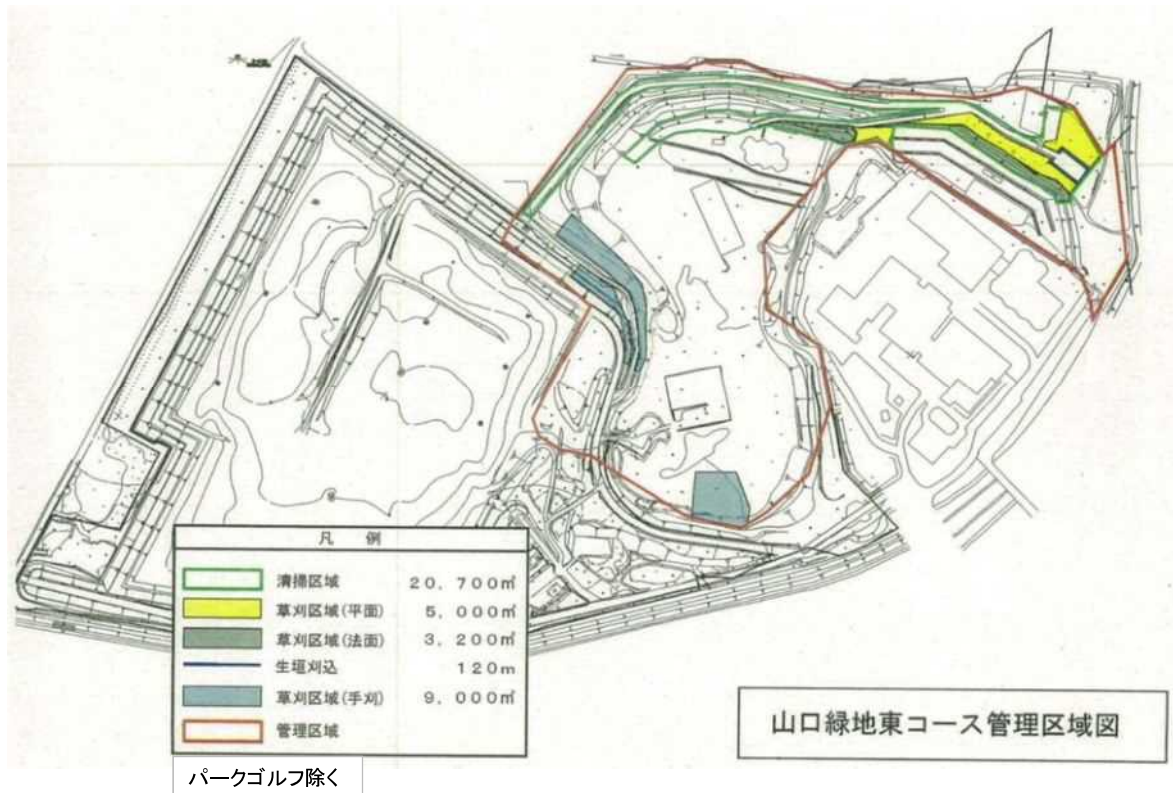 凡 例
清掃区域 20,700㎡
草刈区域(平面) 5,000㎡
草刈区域(法面) 3,200㎡
生垣刈込 120m
草刈区域(手刈) 9,000㎡
管理区域
山口緑地東コース管理区域図
パークゴルフ除く